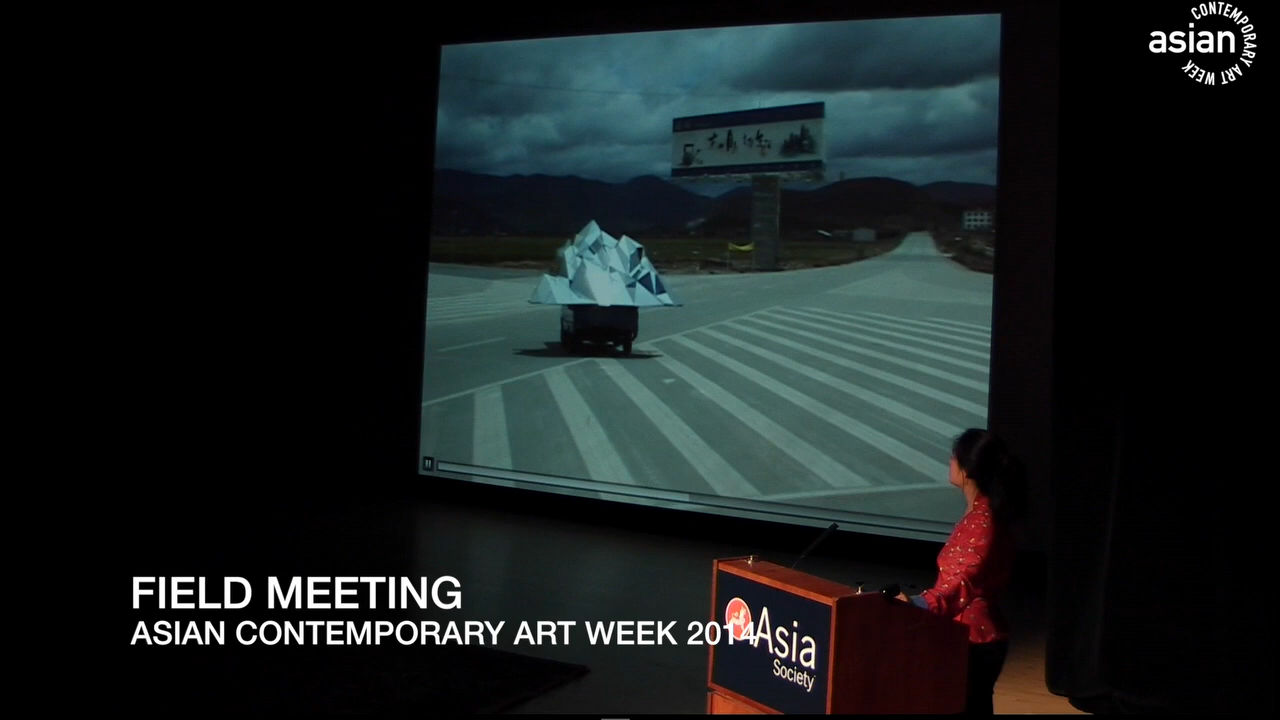 asian
CONTEMPORARY ART WEEK
FIELD MEETING
ASIAN CONTEMPORARY ART WEEK 2014
Asia
Society